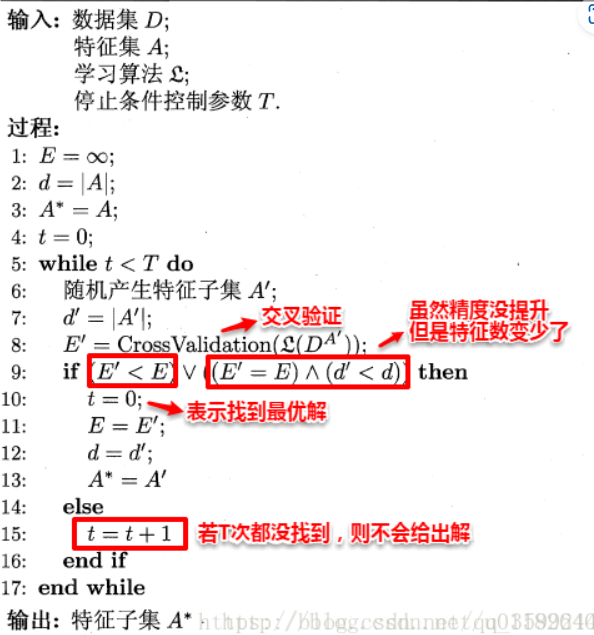 输入: 数据集 D;
特征集 A;
学习算法 𝔏;
停止条件控制参数 T.
过程:
1: E = ∞;
2: d = |A|;
3: A* = A;
4: t = 0;
5: while t < T do
6: 随机产生特征子集 A′;
7: d′ = |A′|;
交叉验证
虽然精度没提升
但是特征数变少了
8: E′ = CrossValidation(𝔏(D^A′));
9: if (E′ < E) ∨ ((E′ = E) ∧ (d′ < d)) then
10: t = 0;
表示找到最优解
11: E = E′;
12: d = d′;
13: A* = A′
14: else
15: t = t + 1
若T次都没找到，则不会给出解
16: end if
17: end while
输出: 特征子集 A*